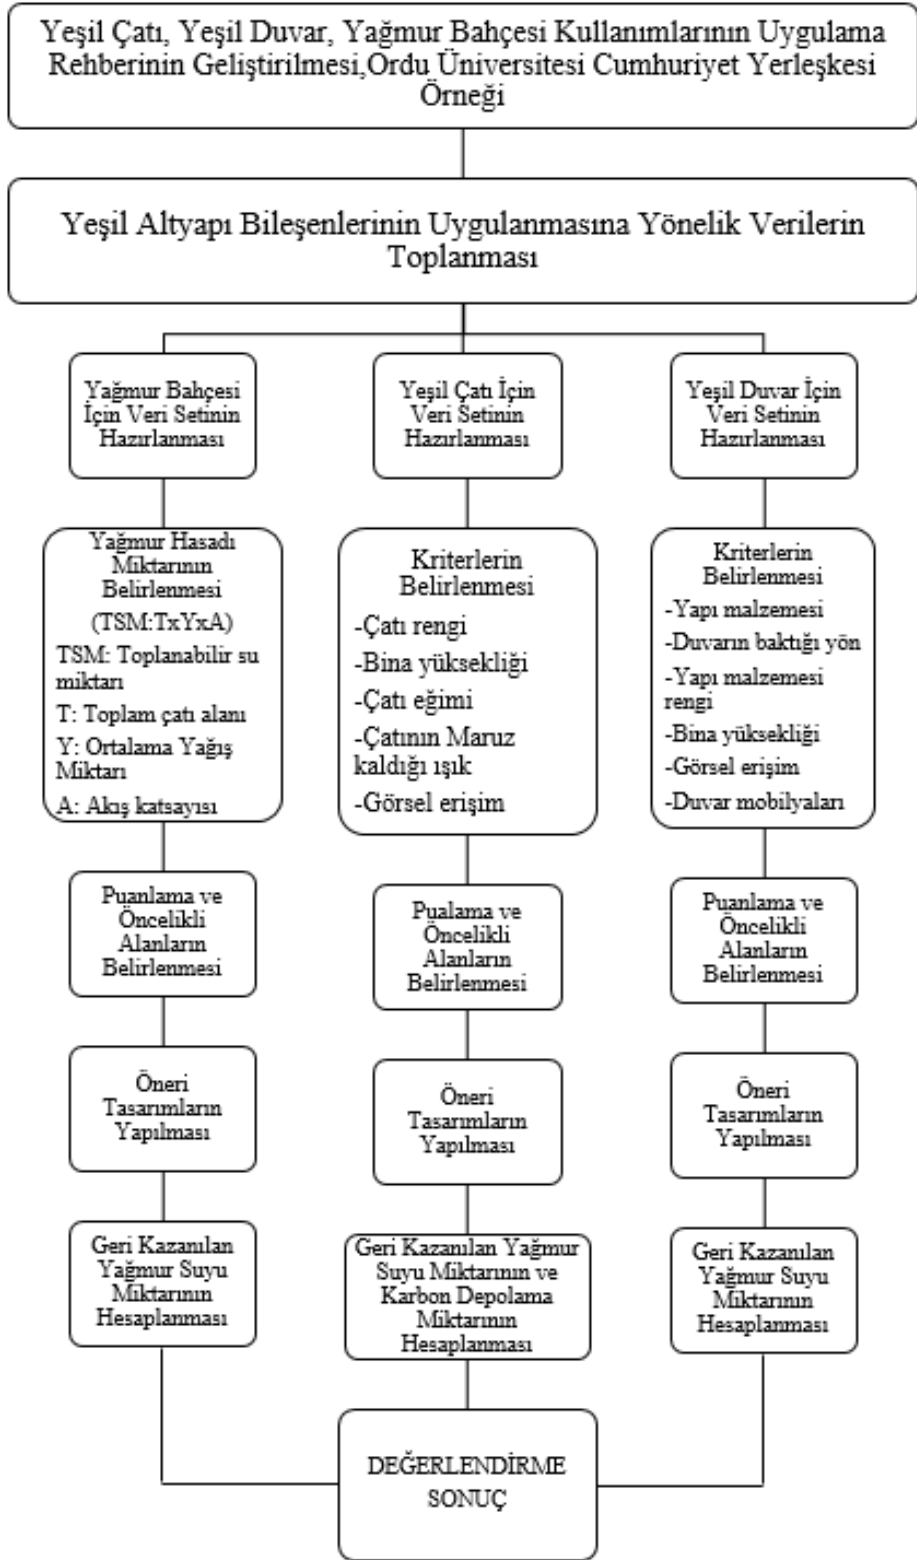 Yeşil Çatı, Yeşil Duvar, Yağmur Bahçesi Kullanımlarının Uygulama
Rehberinin Geliştirilmesi,Ordu Üniversitesi Cumhuriyet Yerleşkesi
Örneği
Yeşil Altyapı Bileşenlerinin Uygulanmasına Yönelik Verilerin
Toplanması
Yağmur Bahçesi
İçin Veri Setinin
Hazırlanması
Yağmur Hasadı
Miktarının
Belirlenmesi
(TSM:TxYxA)
TSM: Toplanabilir su
miktarı
T: Toplam çatı alanı
Y: Ortalama Yağış
Miktarı
A: Akış katsayısı
Puanlama ve
Öncelikli
Alanların
Belirlenmesi
Öneri
Tasarımların
Yapılması
Geri Kazanılan
Yağmur Suyu
Miktarının
Hesaplanması
Yeşil Çatı İçin
Veri Setinin
Hazırlanması
Kriterlerin
Belirlenmesi
-Çatı rengi
-Bina yüksekliği
-Çatı eğimi
-Çatının Maruz
kaldığı ışık
-Görsel erişim
Pualama ve
Öncelikli
Alanların
Belirlenmesi
Öneri
Tasarımların
Yapılması
Geri Kazanılan Yağmur
Suyu Miktarının ve
Karbon Depolama
Miktarının
Hesaplanması
Yeşil Duvar İçin
Veri Setinin
Hazırlanması
Kriterlerin
Belirlenmesi
-Yapı malzemesi
-Duvarın baktığı yön
-Yapı malzemesi
rengi
-Bina yüksekliği
-Görsel erişim
-Duvar mobilyaları
Puanlama ve
Öncelikli
Alanların
Belirlenmesi
Öneri
Tasarımların
Yapılması
Geri Kazanılan
Yağmur Suyu
Miktarının
Hesaplanması
DEĞERLENDİRME
SONUÇ